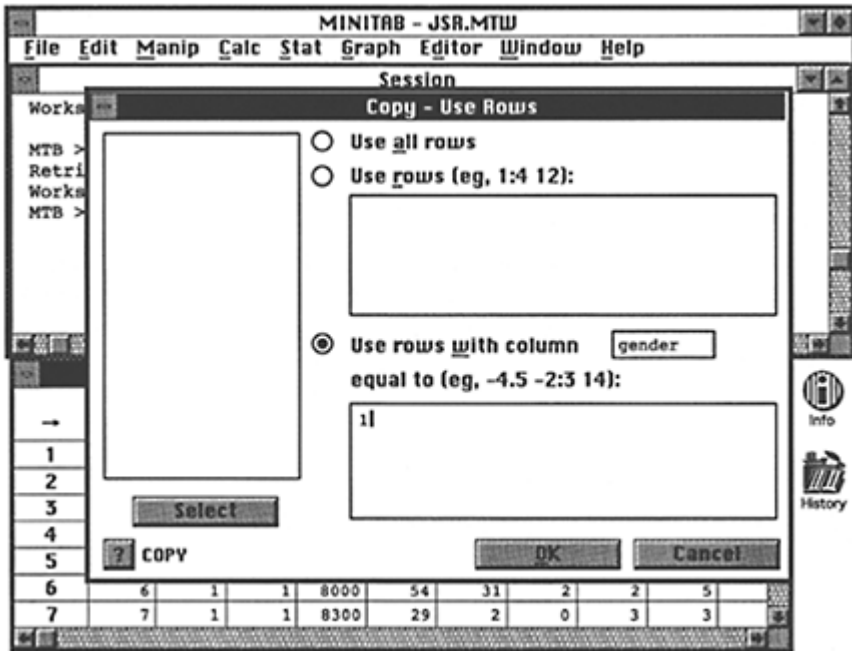 MINITAB - JSR.MTW
File Edit Manip Calc Stat Graph Editor Window Help
Session
Works
MTB >
Retri
Works
MTB >
Copy - Use Rows
Use all rows
Use rows (eg, 1:4 12):
Use rows with column gender
equal to (eg, -4.5 -2:3 14):
1
Select
? COPY
OK Cancel
Info
History
→
1
2
3
4
5
6 6 1 1 8000 54 31 2 2 5
7 7 1 1 8300 29 2 0 3 3